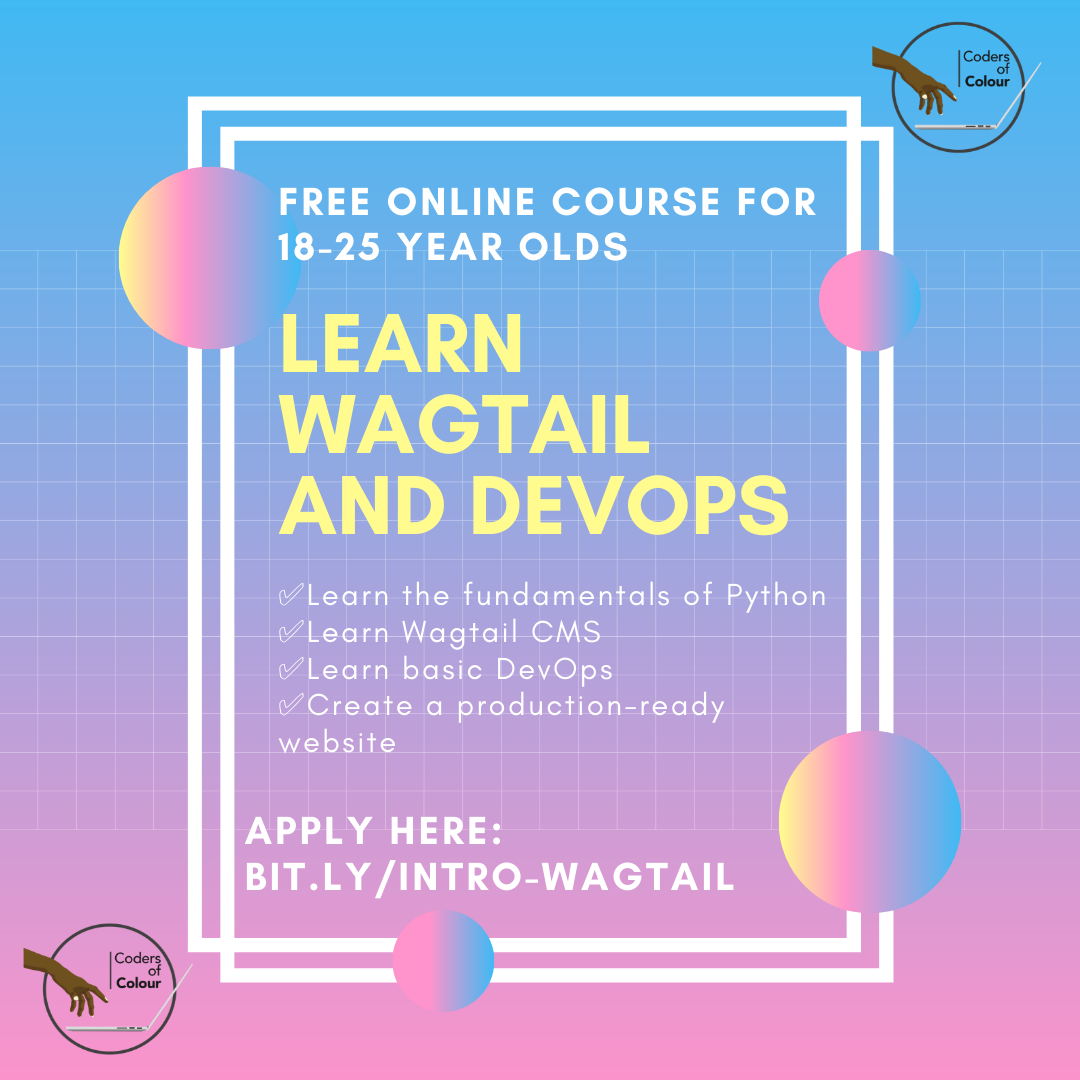 Coders
of
Colour
FREE ONLINE COURSE FOR
18-25 YEAR OLDS
LEARN
WAGTAIL
AND DEVOPS
✅Learn the fundamentals of Python
✅Learn Wagtail CMS
✅Learn basic DevOps
✅Create a production-ready
website
APPLY HERE:
BIT.LY/INTRO-WAGTAIL
Coders
of
Colour